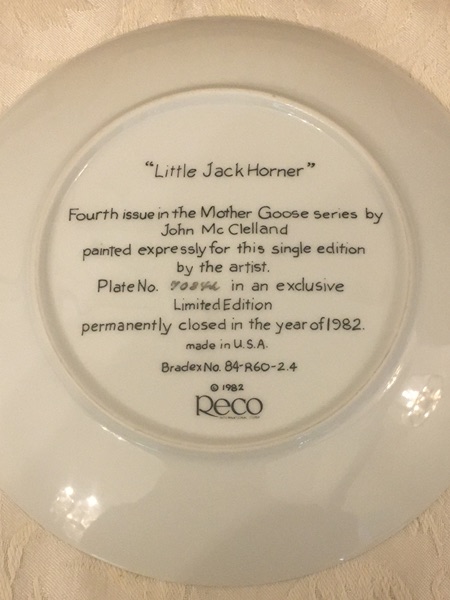 "Little Jack Horner"
Fourth issue in the Mother Goose series by
John Mc Clelland
painted expressly for this single edition
by the artist.
Plate No. in an exclusive
Limited Edition
permanently closed in the year of 1982.
made in U.S.A.
Bradex No. 84-R60-2.4
© 1982
Reco